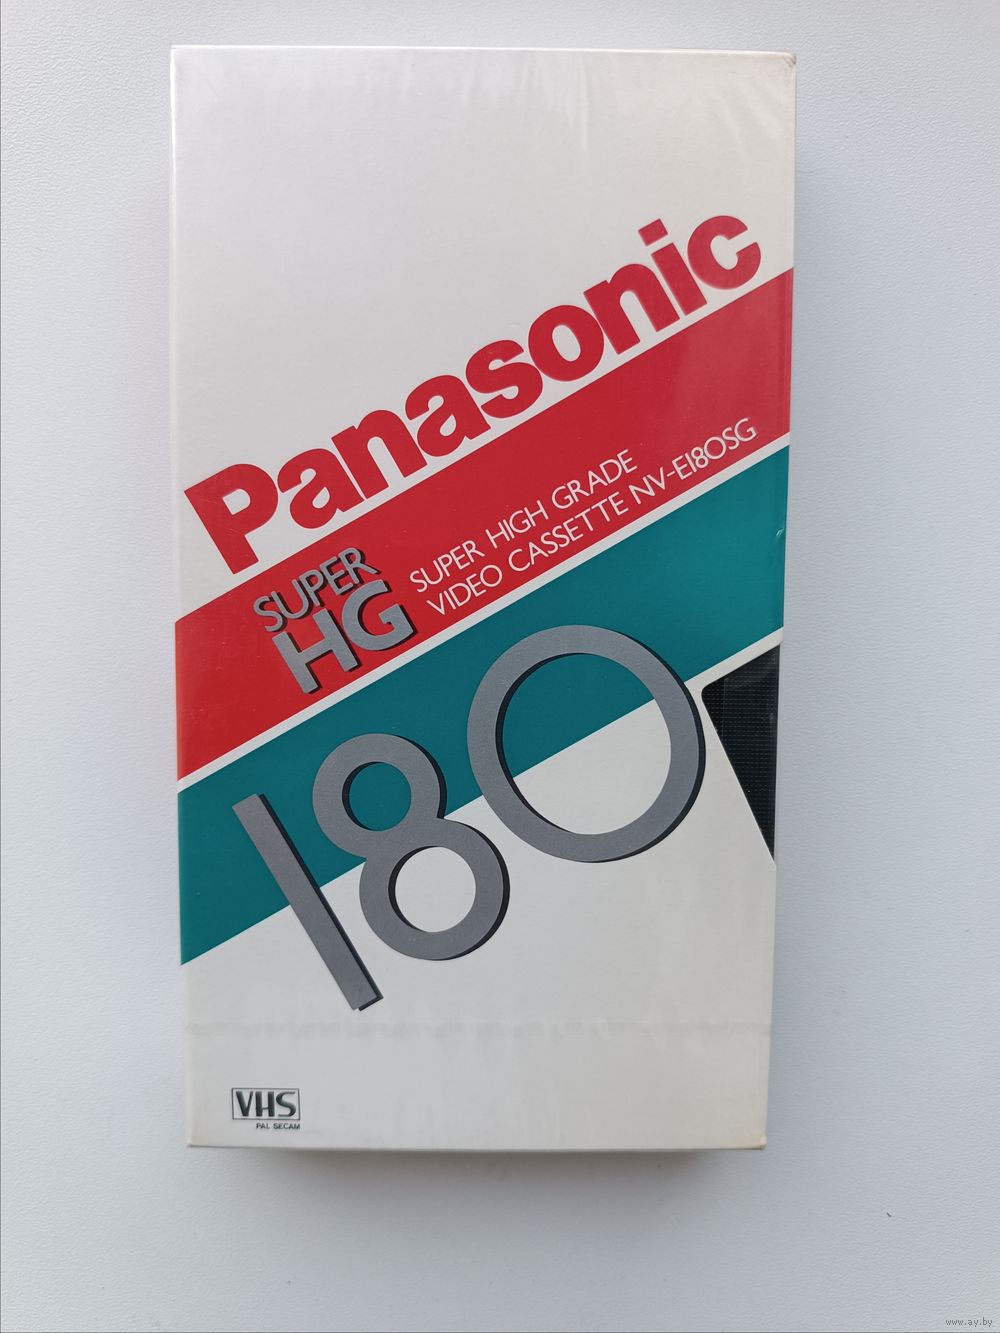 Panasonic
SUPER
HG
SUPER HIGH GRADE
VIDEO CASSETTE NV-E180SG
180
VHS
PAL SECAM
www.ay.by